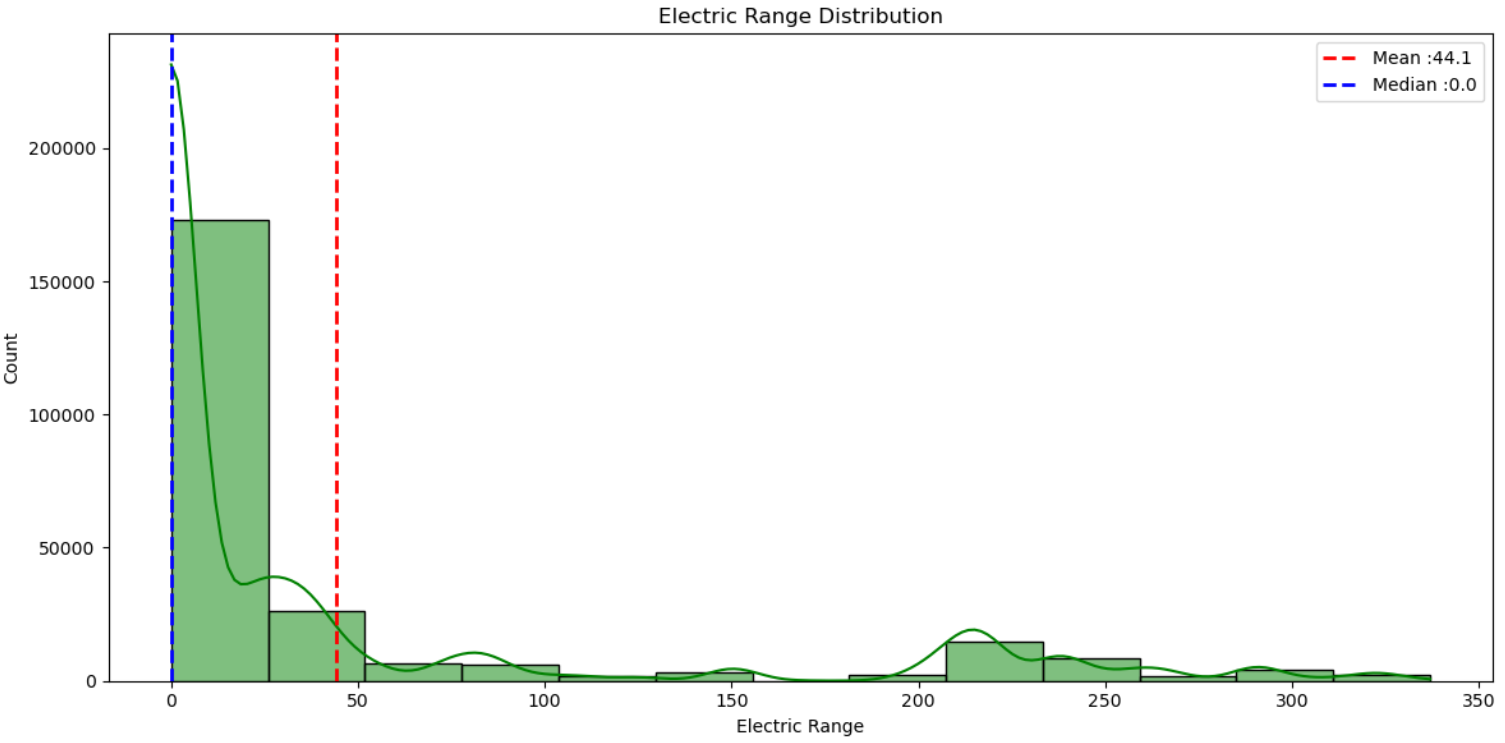 Electric Range Distribution
Mean :44.1
Median :0.0
Count
200000
150000
100000
50000
0
0 50 100 150 200 250 300 350
Electric Range